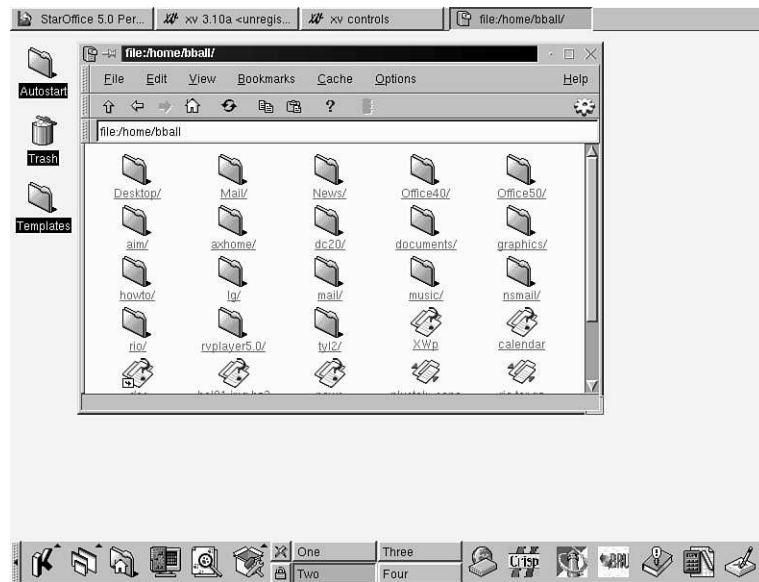 StarOffice 5.0 Per...
xv 3.10a <unregis...
xv controls
file:/home/bball/
Autostart
Trash
Templates
file:/home/bball/
File Edit View Bookmarks Cache Options Help
?
file:/home/bball
Desktop/ Mail/ News/ Office40/ Office50/
aim/ axhome/ dc20/ documents/ graphics/
howto/ lg/ mail/ music/ nsmail/
rio/ rvplayer5.0/ tyl2/ XWp calendar
K
One Three
Crisp
Two Four